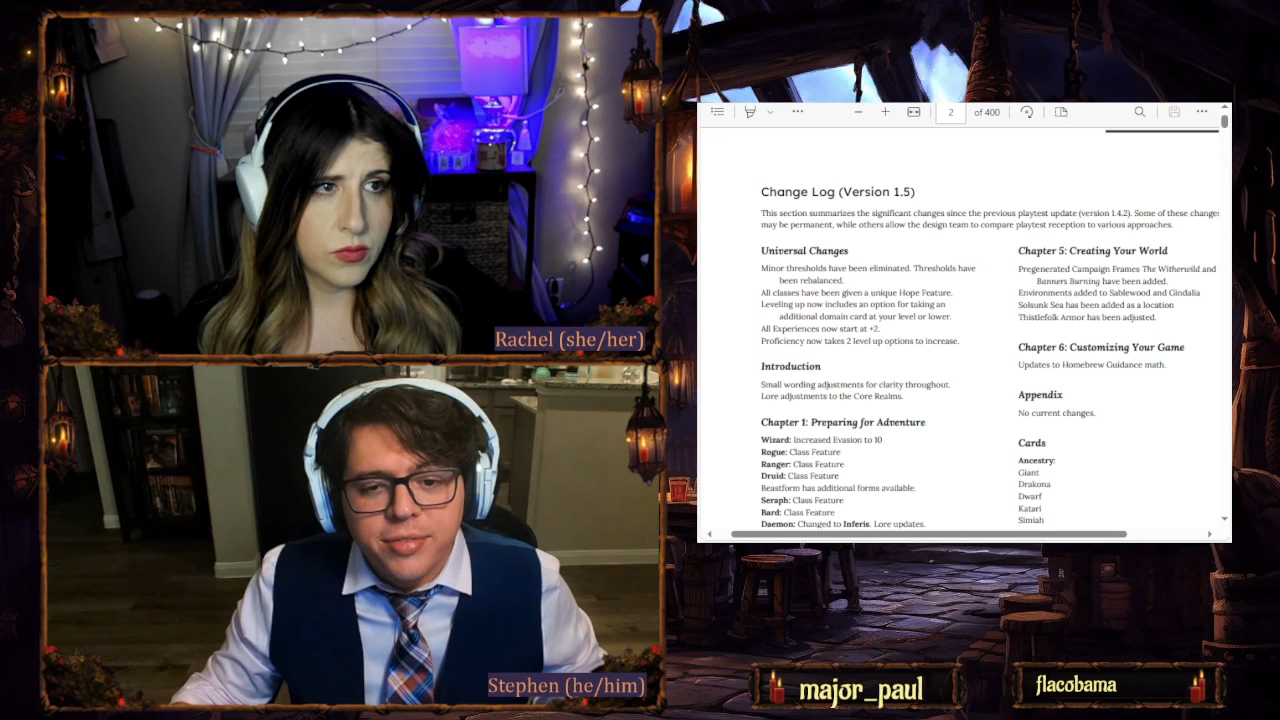 Rachel (she/her)
Stephen (he/him)
2 of 400
Change Log (Version 1.5)
This section summarizes the significant changes since the previous playtest update (version 1.4.2). Some of these changes
may be permanent, while others allow the design team to compare playtest reception to various approaches.
Universal Changes
Minor thresholds have been eliminated. Thresholds have
been rebalanced.
All classes have been given a unique Hope Feature.
Leveling up now includes an option for taking an
additional domain card at your level or lower.
All Experiences now start at +2.
Proficiency now takes 2 level up options to increase.
Introduction
Small wording adjustments for clarity throughout.
Lore adjustments to the Core Realms.
Chapter 1: Preparing for Adventure
Wizard: Increased Evasion to 10
Rogue: Class Feature
Ranger: Class Feature
Druid: Class Feature
Beastform has additional forms available.
Seraph: Class Feature
Bard: Class Feature
Daemon: Changed to Inferis. Lore updates.
Chapter 5: Creating Your World
Pregenerated Campaign Frames The Witherwild and
Banners Burning have been added.
Environments added to Sablewood and Gindalia
Solsunk Sea has been added as a location
Thistlefolk Armor has been adjusted.
Chapter 6: Customizing Your Game
Updates to Homebrew Guidance math.
Appendix
No current changes.
Cards
Ancestry:
Giant
Drakona
Dwarf
Katari
Simiah
major_paul
flacobama